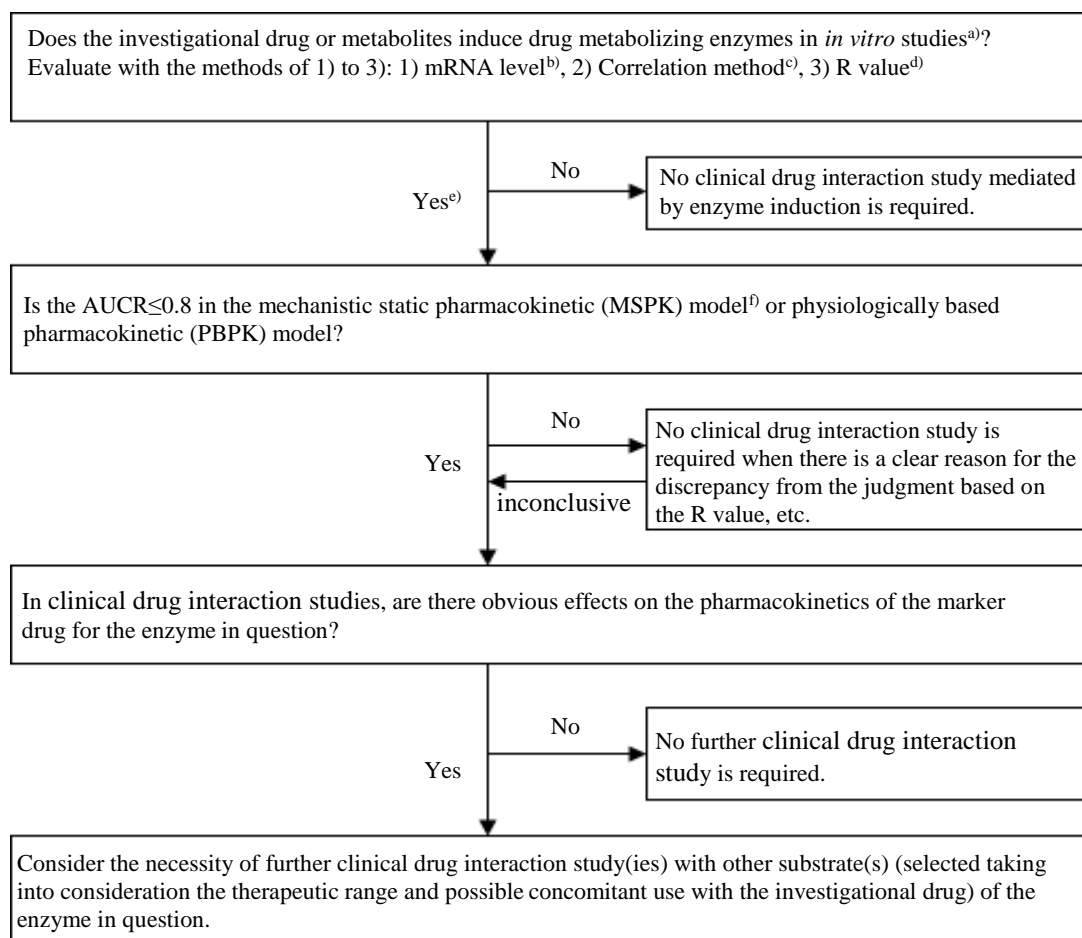 Does the investigational drug or metabolites induce drug metabolizing enzymes in in vitro studiesa)?
Evaluate with the methods of 1) to 3): 1) mRNA levelb), 2) Correlation methodc), 3) R valued)
No
No clinical drug interaction study mediated
by enzyme induction is required.
Yese)
Is the AUCR≤0.8 in the mechanistic static pharmacokinetic (MSPK) modelf) or physiologically based
pharmacokinetic (PBPK) model?
No
No clinical drug interaction study is
required when there is a clear reason for the
discrepancy from the judgment based on
the R value, etc.
Yes
inconclusive
In clinical drug interaction studies, are there obvious effects on the pharmacokinetics of the marker
drug for the enzyme in question?
No
No further clinical drug interaction
study is required.
Yes
Consider the necessity of further clinical drug interaction study(ies) with other substrate(s) (selected taking
into consideration the therapeutic range and possible concomitant use with the investigational drug) of the
enzyme in question.